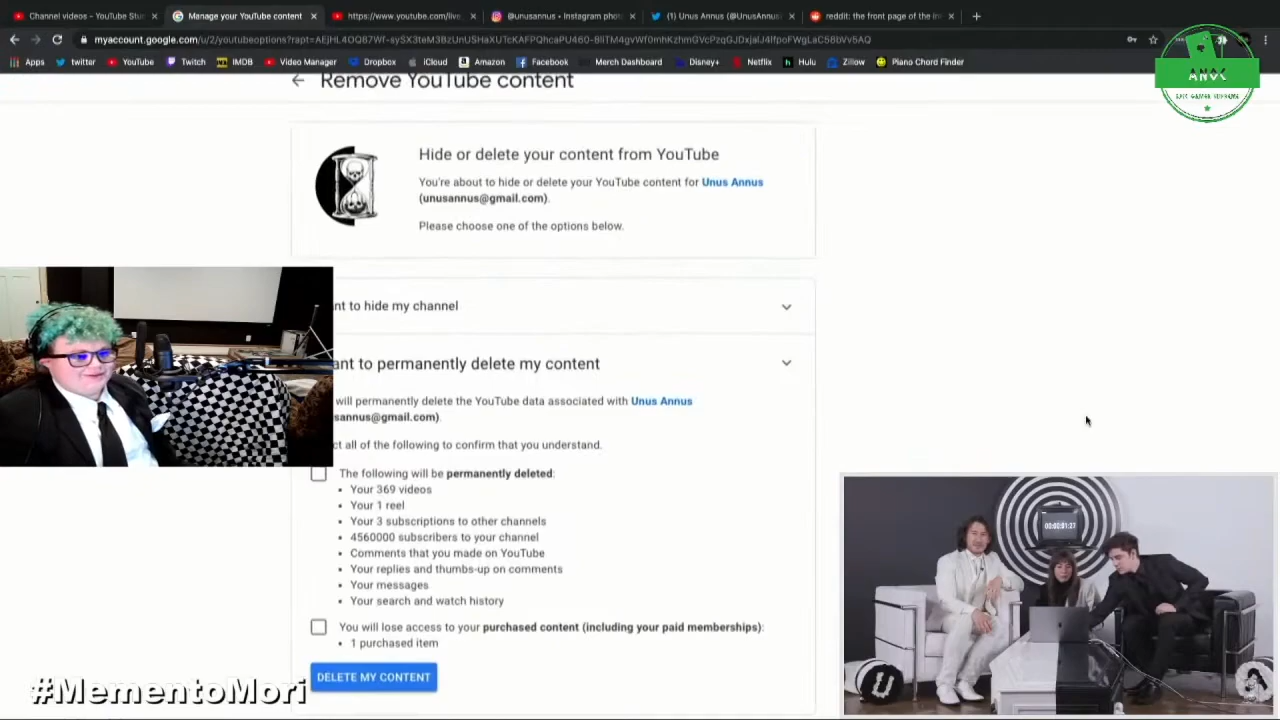 Channel videos - YouTube Stu
Manage your YouTube content
https://www.youtube.com/live
@unusannus • Instagram phot
(1) Unus Annus (@UnusAnnus
reddit: the front page of the in
Apps
twitter
YouTube
Twitch
IMDB
Video Manager
Dropbox
iCloud
Amazon
Facebook
Merch Dashboard
Disney+
Netflix
Hulu
Zillow
Piano Chord Finder
ANOK
EPIC GAMER SUPREME
Remove YouTube content
Hide or delete your content from YouTube
You're about to hide or delete your YouTube content for Unus Annus
(unusannus@gmail.com).
Please choose one of the options below.
nt to hide my channel
ant to permanently delete my content
will permanently delete the YouTube data associated with Unus Annus
sannus@gmail.com).
ct all of the following to confirm that you understand.
The following will be permanently deleted:
• Your 369 videos
• Your 1 reel
• Your 3 subscriptions to other channels
• 4560000 subscribers to your channel
• Comments that you made on YouTube
• Your replies and thumbs-up on comments
• Your messages
• Your search and watch history
You will lose access to your purchased content (including your paid memberships):
• 1 purchased item
DELETE MY CONTENT
#MementoMori
00:00:01:27
U
A